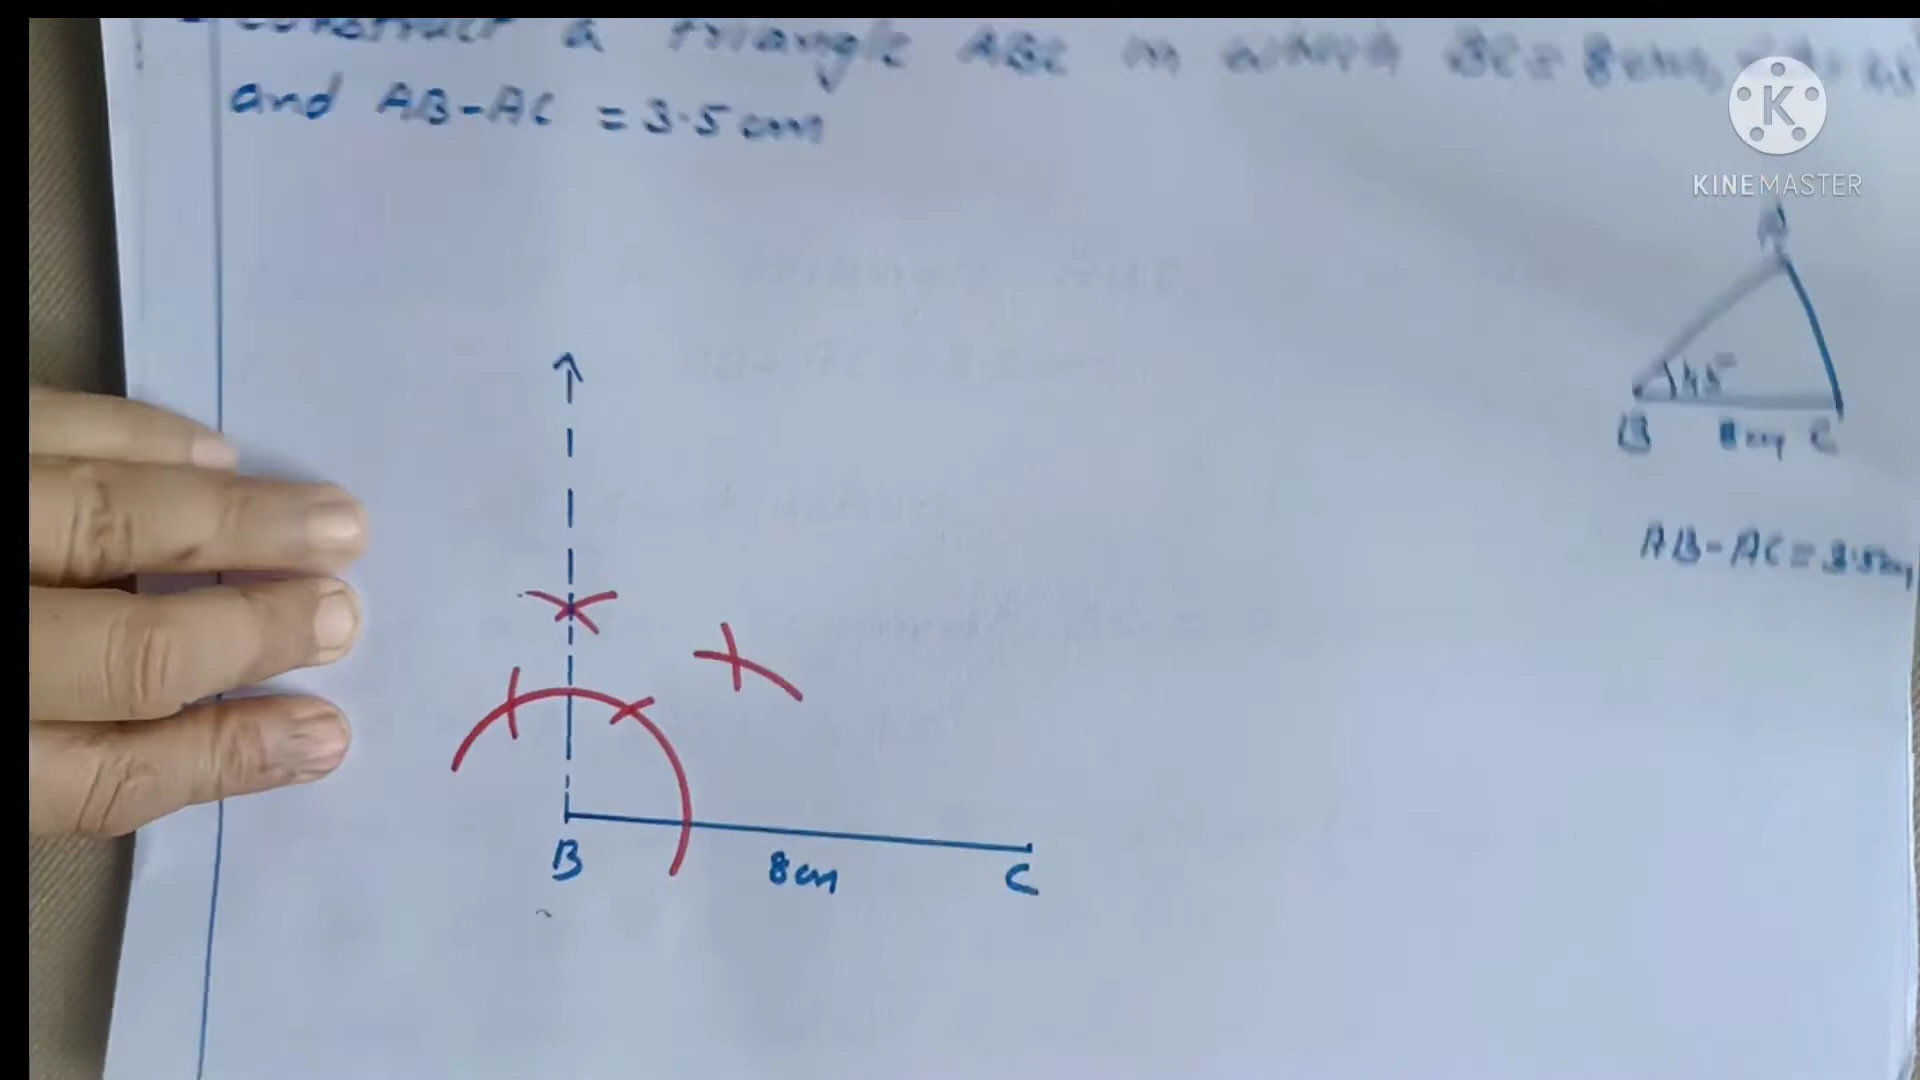 Construct a triangle ABC in which BC = 8cm,
and AB-AC = 3.5 cm
K
KINEMASTER
A
45°
B 8cm C
AB-AC = 3.5cm
B 8cm C